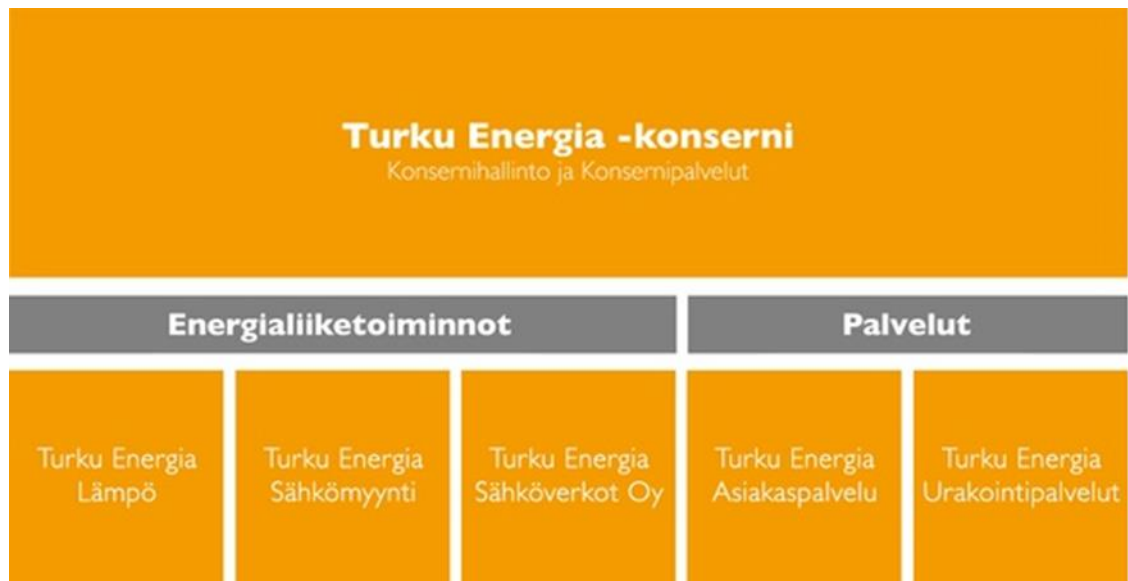 Turku Energia -konserni
Konsernihallinto ja Konsernipalvelut
Energialiiketoiminnot
Palvelut
Turku Energia
Lämpö
Turku Energia
Sähkömyynti
Turku Energia
Sähköverkot Oy
Turku Energia
Asiakaspalvelu
Turku Energia
Urakointipalvelut